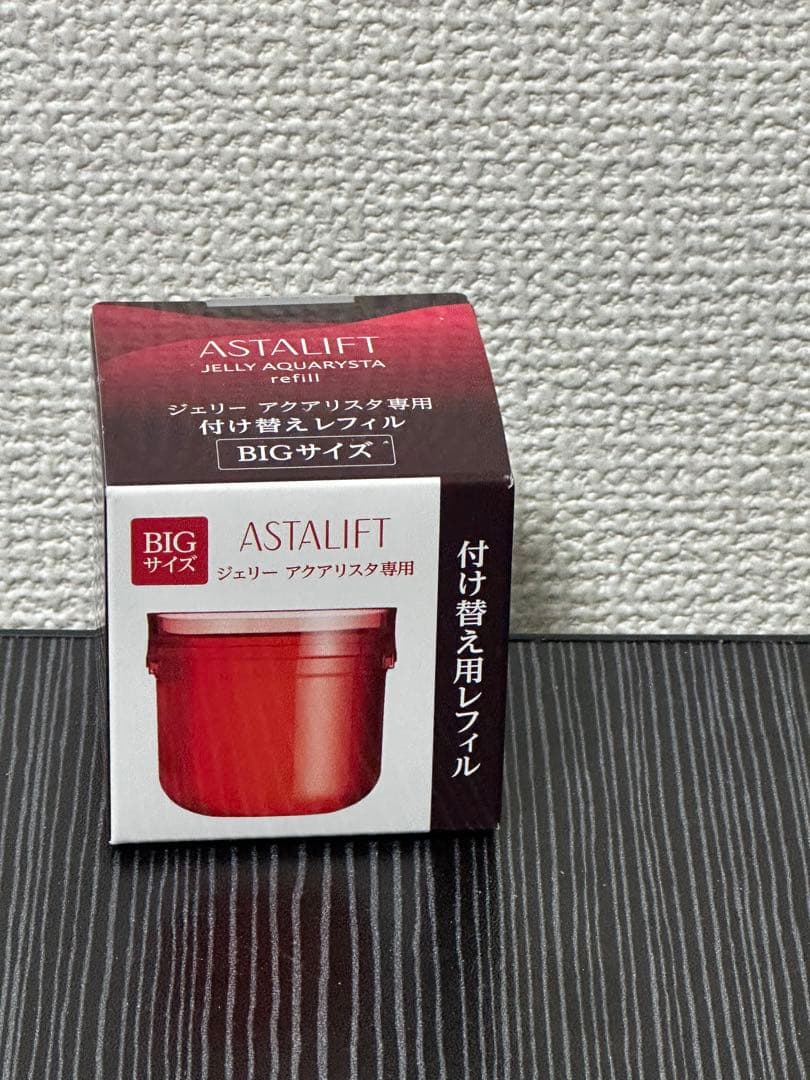 ASTALIFT
JELLY AQUARYSTA
refill
ジェリー アクアリスタ専用
付け替えレフィル
BIGサイズ
BIG
サイズ
ASTALIFT
ジェリー アクアリスタ専用
付け替え用レフィル